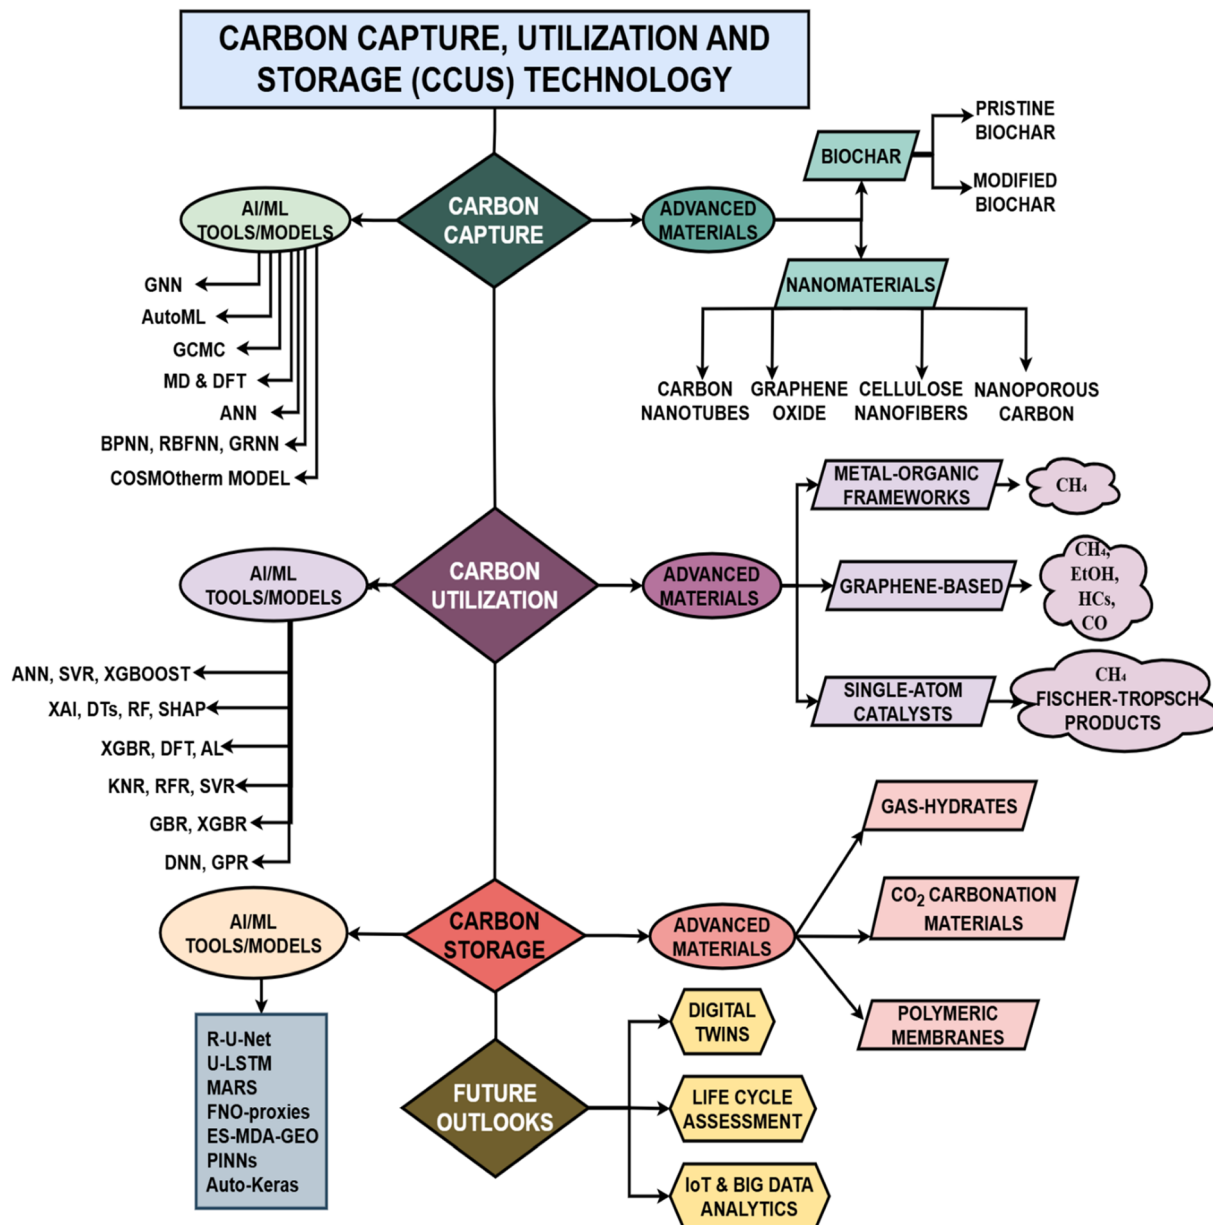 CARBON CAPTURE, UTILIZATION AND
STORAGE (CCUS) TECHNOLOGY
CARBON
CAPTURE
AI/ML
TOOLS/MODELS
GNN
AutoML
GCMC
MD & DFT
ANN
BPNN, RBFNN, GRNN
COSMOtherm MODEL
ADVANCED
MATERIALS
BIOCHAR
PRISTINE
BIOCHAR
MODIFIED
BIOCHAR
NANOMATERIALS
CARBON
NANOTUBES
GRAPHENE
OXIDE
CELLULOSE
NANOFIBERS
NANOPOROUS
CARBON
CARBON
UTILIZATION
AI/ML
TOOLS/MODELS
ANN, SVR, XGBOOST
XAI, DTs, RF, SHAP
XGBR, DFT, AL
KNR, RFR, SVR
GBR, XGBR
DNN, GPR
ADVANCED
MATERIALS
METAL-ORGANIC
FRAMEWORKS
CH₄
GRAPHENE-BASED
CH₄,
EtOH,
HCs,
CO
SINGLE-ATOM
CATALYSTS
CH₄
FISCHER-TROPSCH
PRODUCTS
CARBON
STORAGE
AI/ML
TOOLS/MODELS
R-U-Net
U-LSTM
MARS
FNO-proxies
ES-MDA-GEO
PINNs
Auto-Keras
ADVANCED
MATERIALS
GAS-HYDRATES
CO₂ CARBONATION
MATERIALS
POLYMERIC
MEMBRANES
FUTURE
OUTLOOKS
DIGITAL
TWINS
LIFE CYCLE
ASSESSMENT
IoT & BIG DATA
ANALYTICS